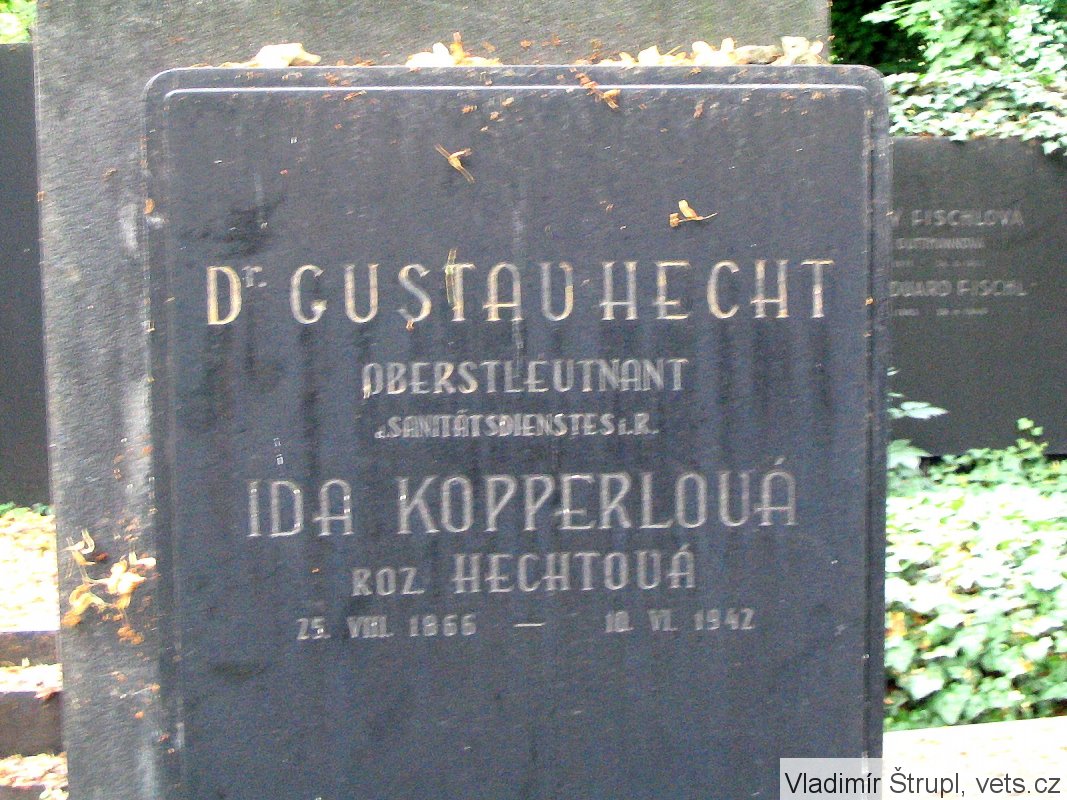 Dr. GUSTAV HECHT
OBERSTLEUTNANT
d.SANITÄTSDIENSTES i.R.
IDA KOPPERLOVÁ
ROZ. HECHTOVÁ
25. VIII. 1866 — 10. VI. 1942
FISCHLOVÁ
FISCHL
Vladimír Štrupl, vets.cz